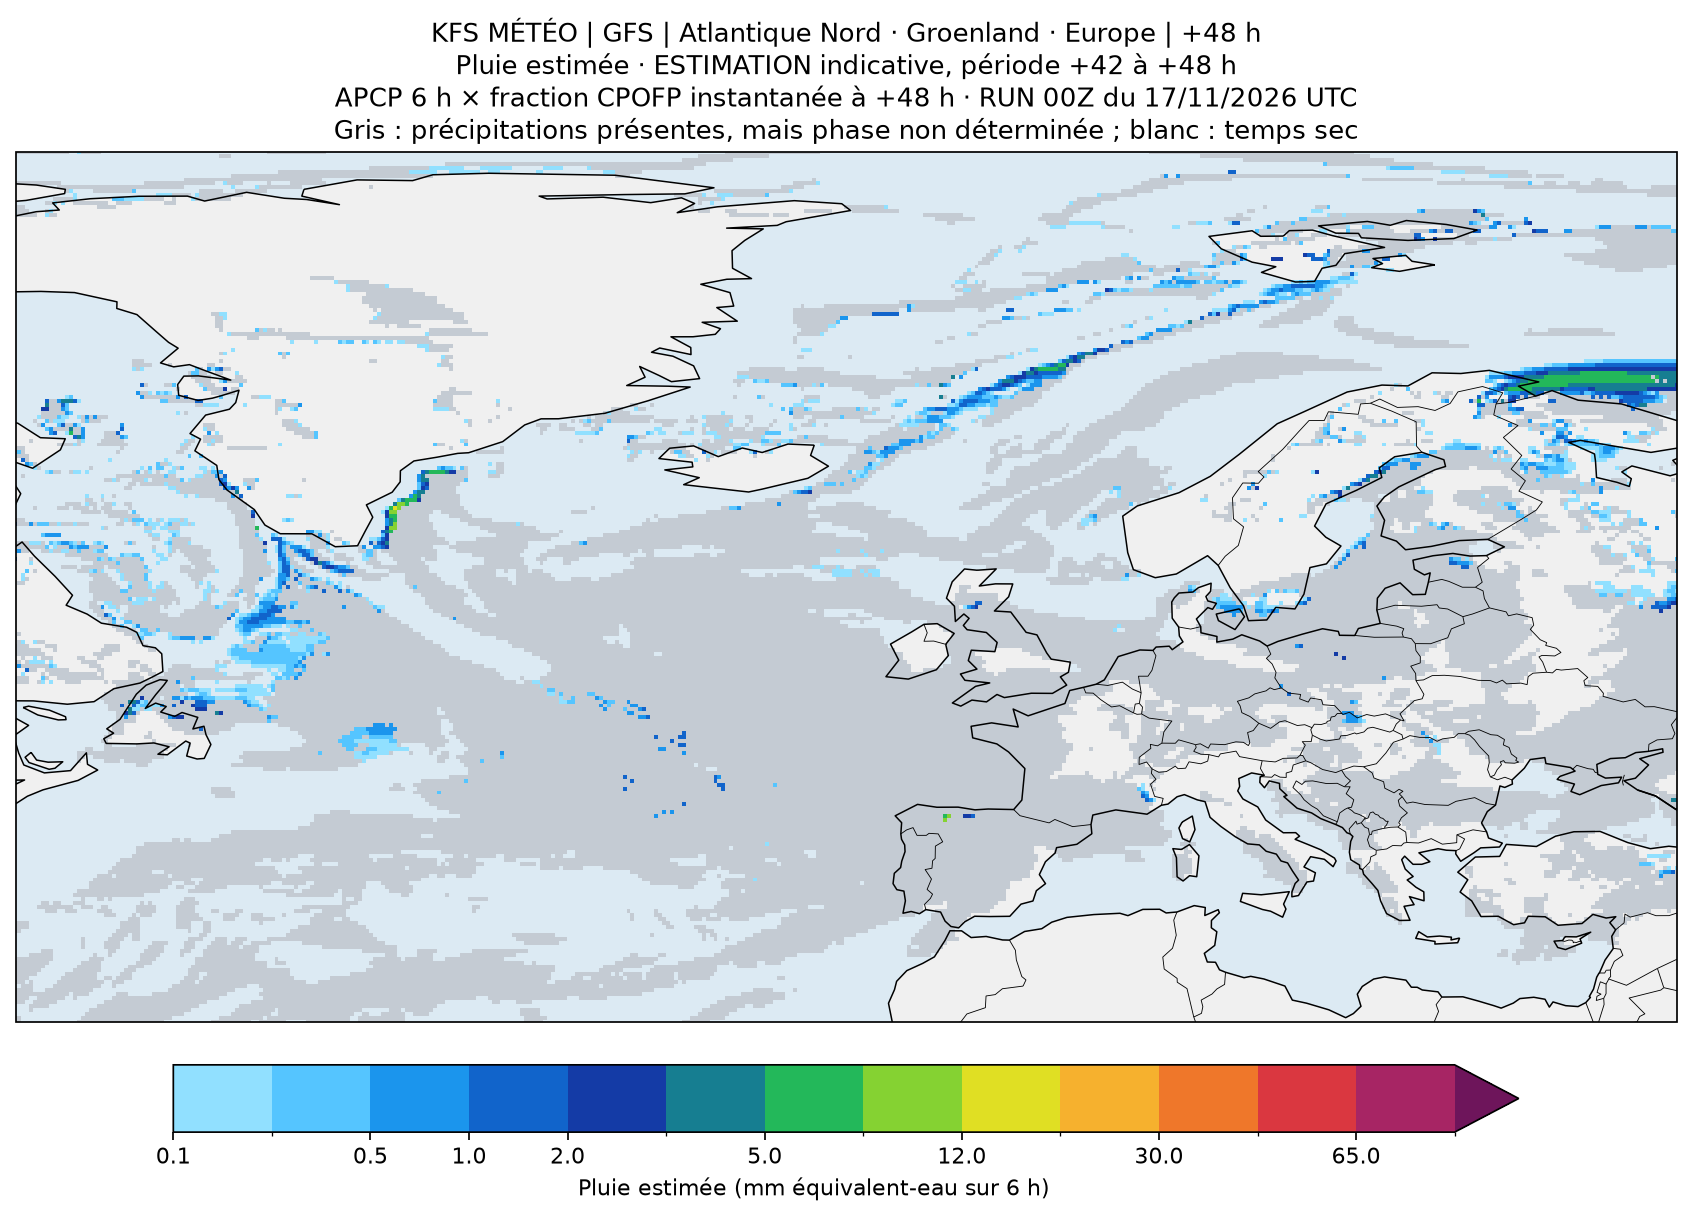 KFS MÉTÉO | GFS | Atlantique Nord · Groenland · Europe | +48 h
Pluie estimée · ESTIMATION indicative, période +42 à +48 h
APCP 6 h × fraction CPOFP instantanée à +48 h · RUN 00Z du 17/11/2026 UTC
Gris : précipitations présentes, mais phase non déterminée ; blanc : temps sec
0.1 0.5 1.0 2.0 5.0 12.0 30.0 65.0
Pluie estimée (mm équivalent-eau sur 6 h)